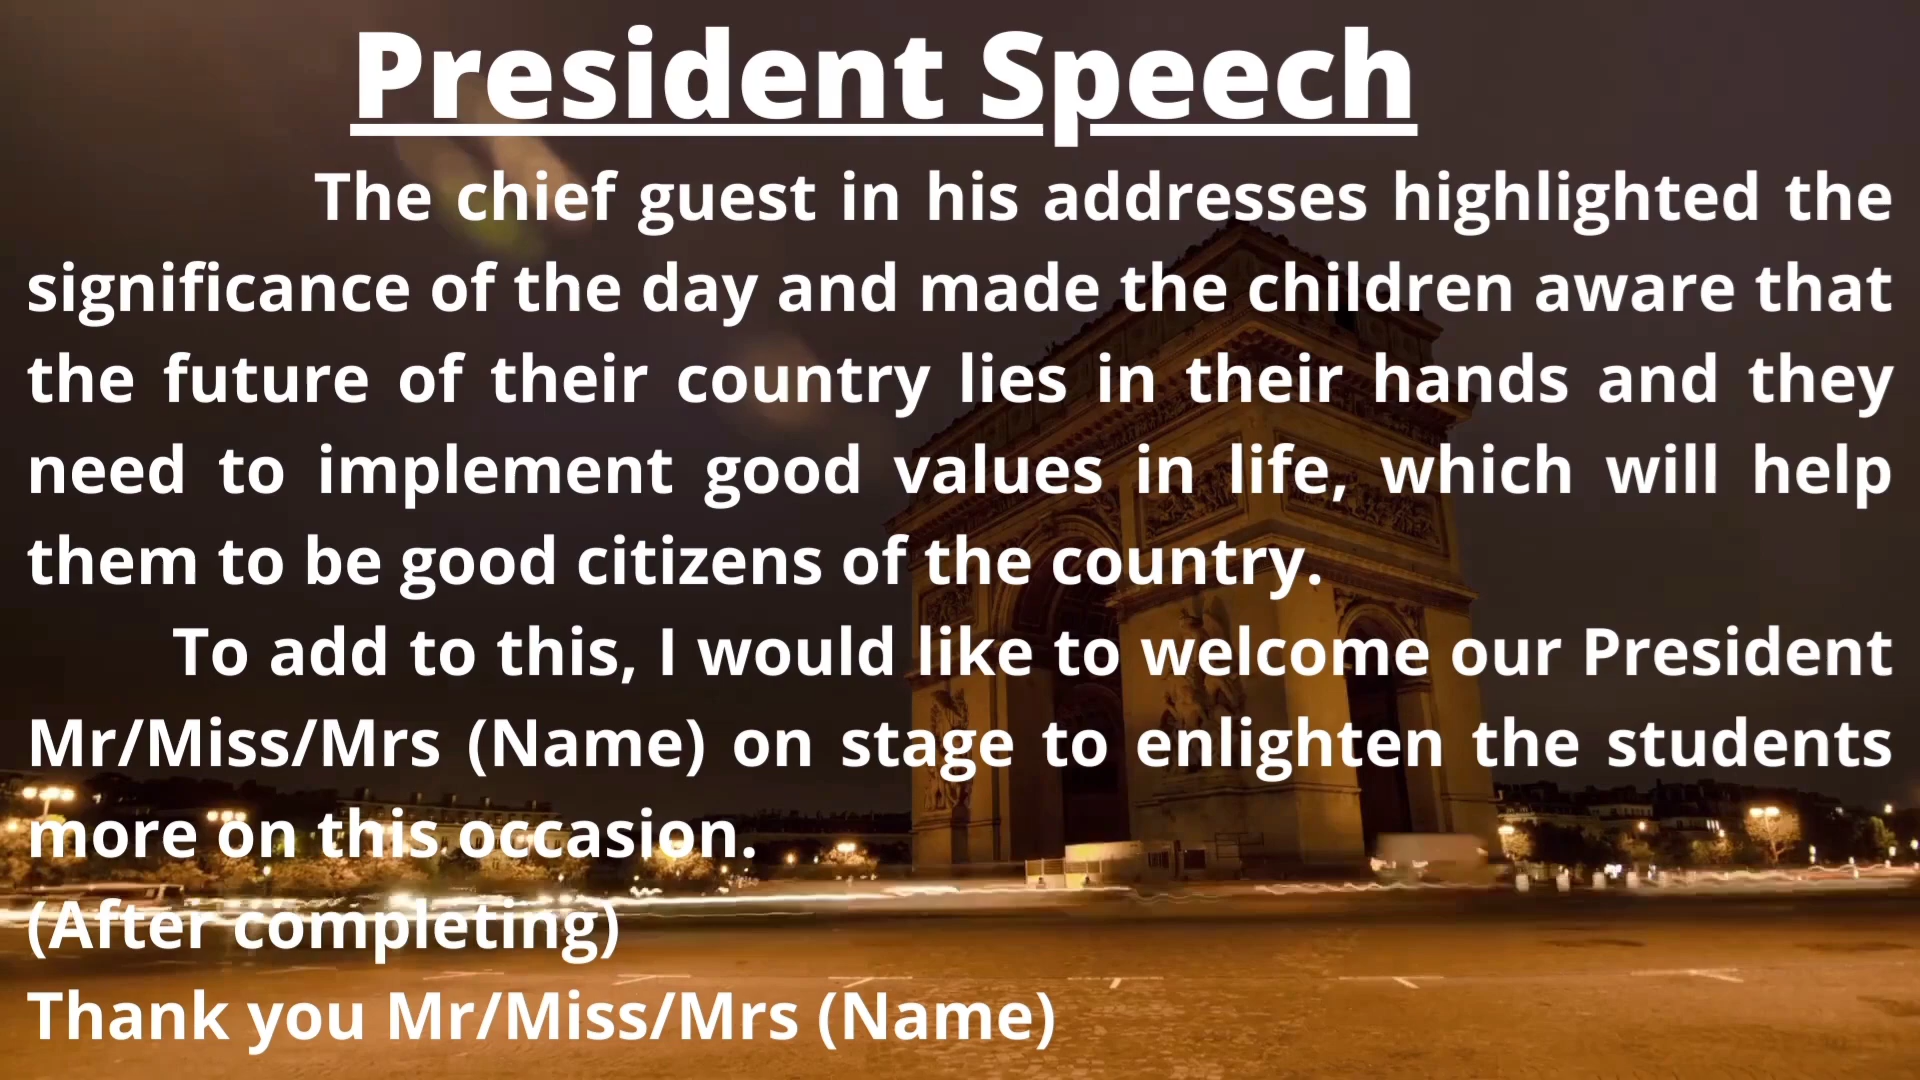 President Speech
The chief guest in his addresses highlighted the
significance of the day and made the children aware that
the future of their country lies in their hands and they
need to implement good values in life, which will help
them to be good citizens of the country.
To add to this, I would like to welcome our President
Mr/Miss/Mrs (Name) on stage to enlighten the students
more on this occasion.
(After completing)
Thank you Mr/Miss/Mrs (Name)